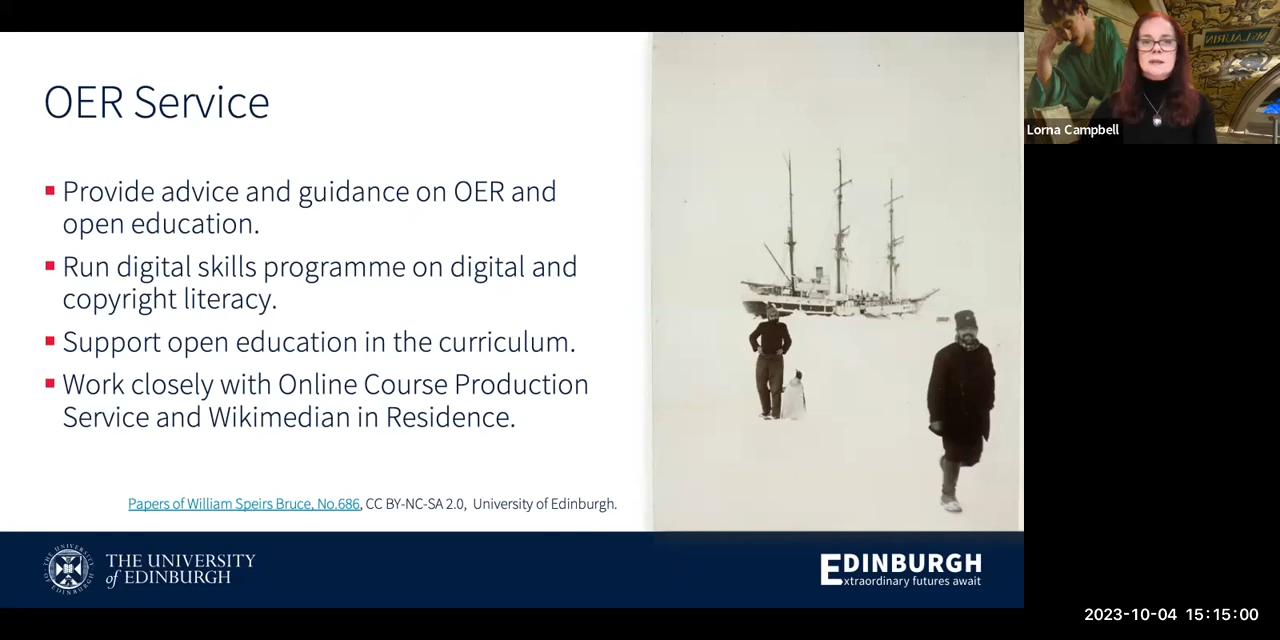 OER Service
Provide advice and guidance on OER and
open education.
Run digital skills programme on digital and
copyright literacy.
Support open education in the curriculum.
Work closely with Online Course Production
Service and Wikimedian in Residence.
Papers of William Speirs Bruce, No.686, CC BY-NC-SA 2.0, University of Edinburgh.
THE UNIVERSITY
of EDINBURGH
EDINBURGH
xtraordinary futures await
Lorna Campbell
2023-10-04 15:15:00